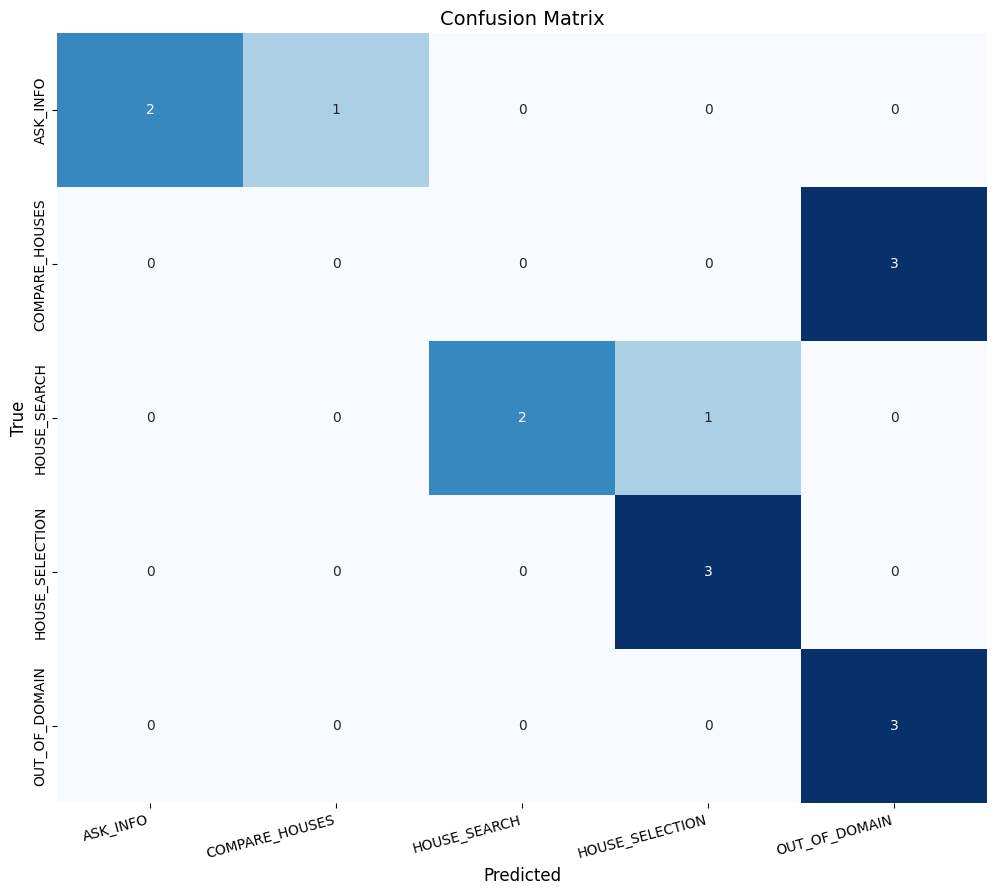 Confusion Matrix
ASK_INFO
2 1 0 0 0
COMPARE_HOUSES
0 0 0 0 3
True
HOUSE_SEARCH
0 0 2 1 0
HOUSE_SELECTION
0 0 0 3 0
OUT_OF_DOMAIN
0 0 0 0 3
ASK_INFO COMPARE_HOUSES HOUSE_SEARCH HOUSE_SELECTION OUT_OF_DOMAIN
Predicted